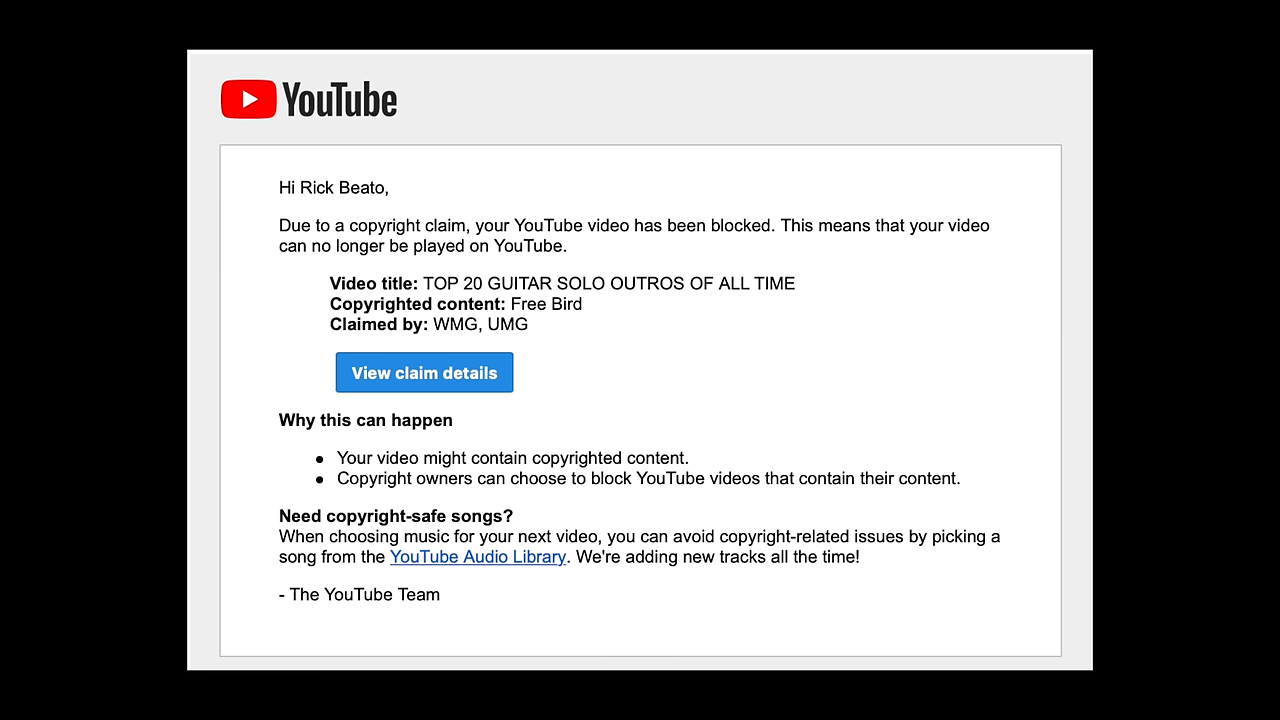 YouTube
Hi Rick Beato,
Due to a copyright claim, your YouTube video has been blocked. This means that your video
can no longer be played on YouTube.
Video title: TOP 20 GUITAR SOLO OUTROS OF ALL TIME
Copyrighted content: Free Bird
Claimed by: WMG, UMG
View claim details
Why this can happen
● Your video might contain copyrighted content.
● Copyright owners can choose to block YouTube videos that contain their content.
Need copyright-safe songs?
When choosing music for your next video, you can avoid copyright-related issues by picking a
song from the YouTube Audio Library. We're adding new tracks all the time!
- The YouTube Team